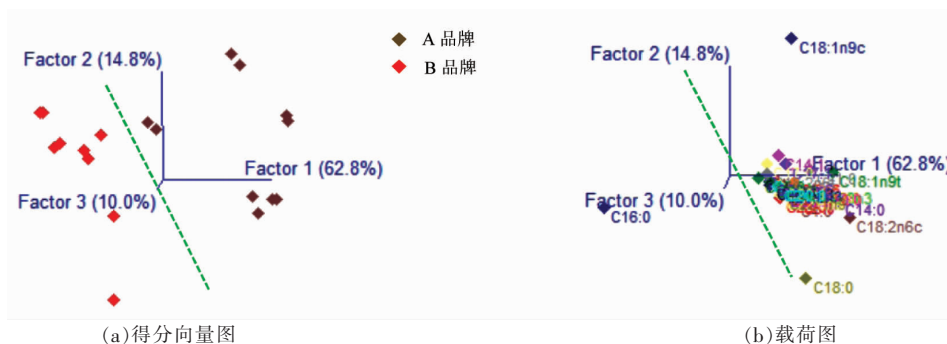 Factor 2 (14.8%)
A 品牌
B 品牌
Factor 1 (62.8%)
Factor 3 (10.0%)
(a)得分向量图
C18:1n9c
Factor 2 (14.8%)
Factor 1 (62.8%)
C18:1n9t
Factor 3 (10.0%)
C16:0
C14:0
C18:2n6c
C18:0
(b)载荷图